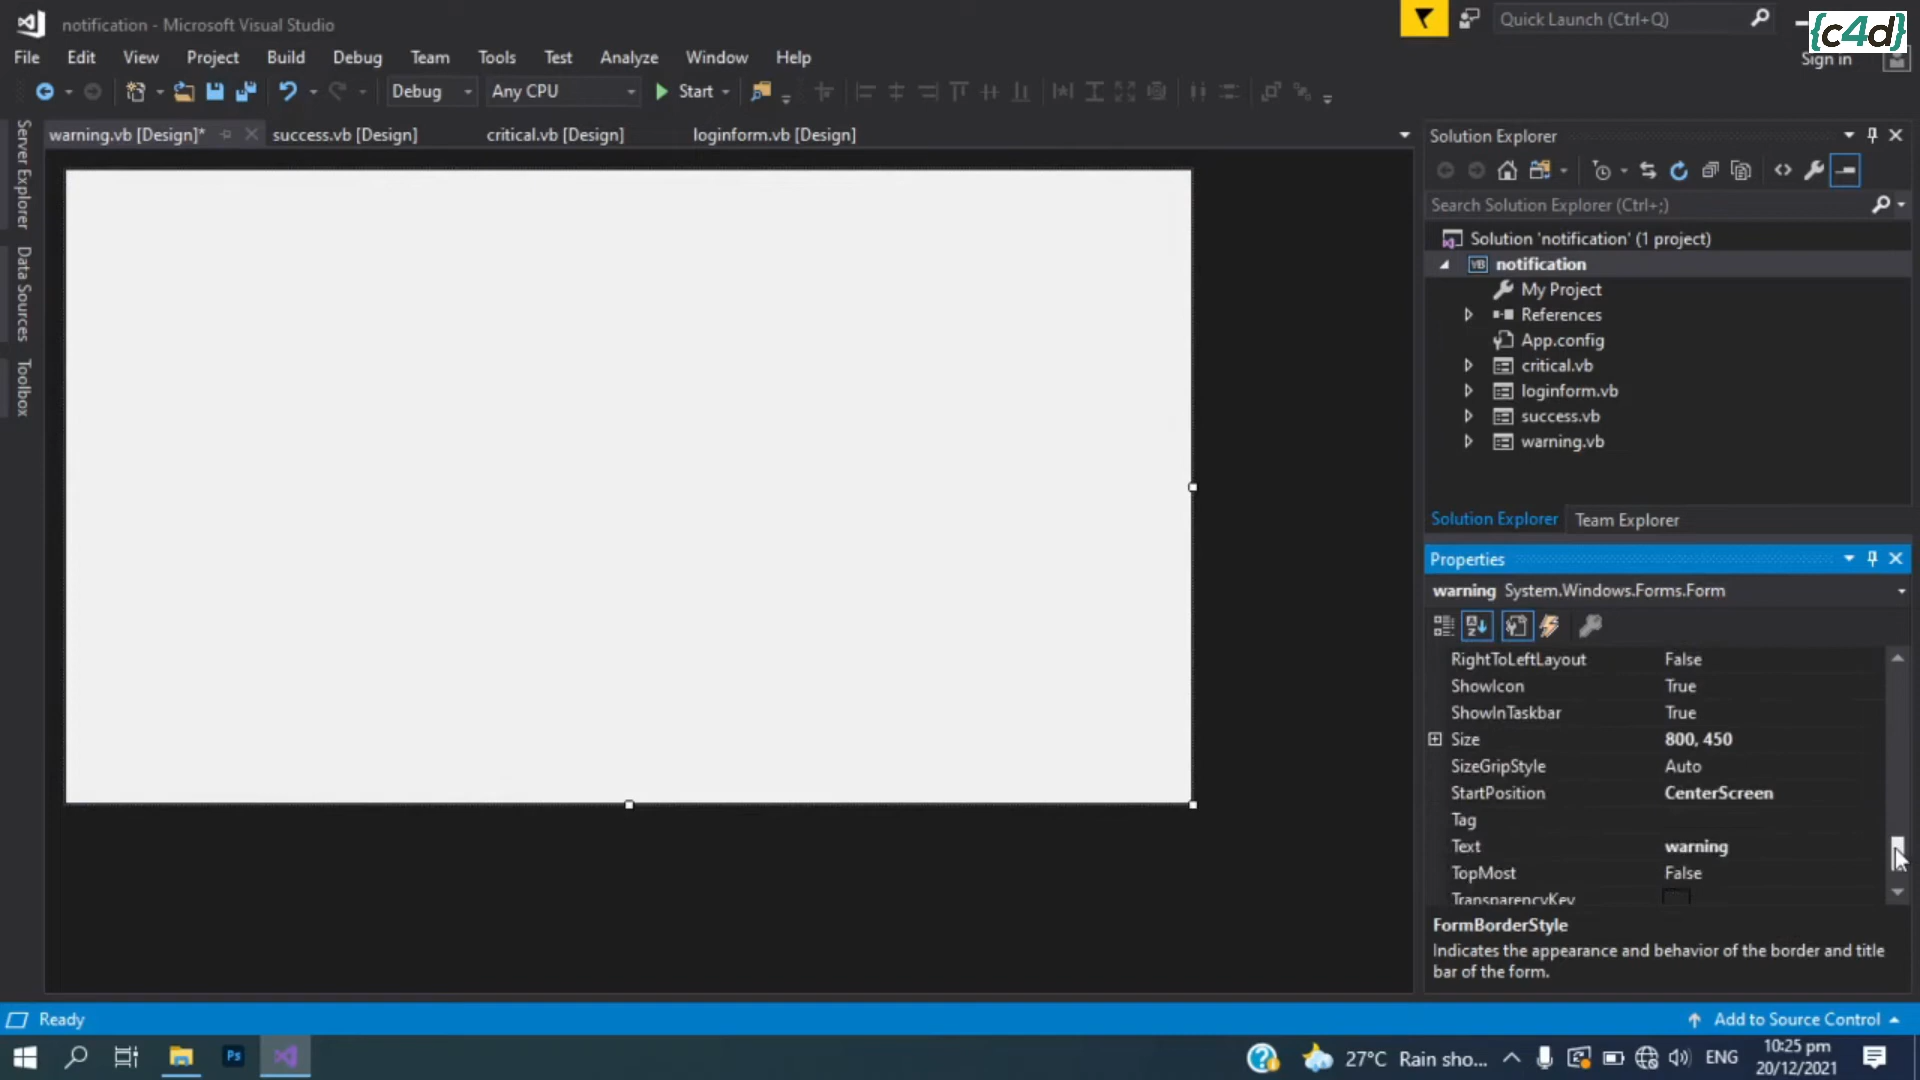 notification - Microsoft Visual Studio
Quick Launch (Ctrl+Q)
{c4d}
File Edit View Project Build Debug Team Tools Test Analyze Window Help
Sign in
Debug Any CPU Start
warning.vb [Design]* success.vb [Design] critical.vb [Design] loginform.vb [Design]
Server Explorer
Data Sources
Toolbox
Solution Explorer
Search Solution Explorer (Ctrl+;)
Solution 'notification' (1 project)
VB notification
My Project
References
App.config
critical.vb
loginform.vb
success.vb
warning.vb
Solution Explorer Team Explorer
Properties
warning System.Windows.Forms.Form
RightToLeftLayout False
ShowIcon True
ShowInTaskbar True
Size 800, 450
SizeGripStyle Auto
StartPosition CenterScreen
Tag
Text warning
TopMost False
TransparencyKey
FormBorderStyle
Indicates the appearance and behavior of the border and title
bar of the form.
Ready
Add to Source Control
Ps
27°C Rain sho...
ENG
10:25 pm
20/12/2021